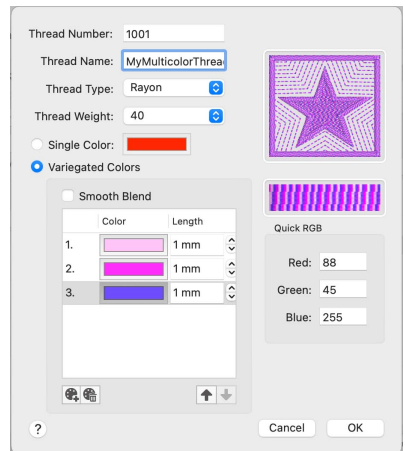 Thread Number: 1001
Thread Name: MyMulticolorThrea
Thread Type: Rayon
Thread Weight: 40
Single Color:
Variegated Colors
Smooth Blend
Color Length
1. 1 mm
2. 1 mm
3. 1 mm
Quick RGB
Red: 88
Green: 45
Blue: 255
? Cancel OK